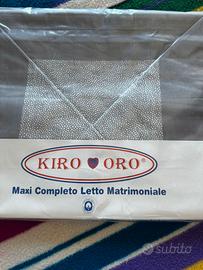 KIRO ORO®
Maxi Completo Letto Matrimoniale
subito